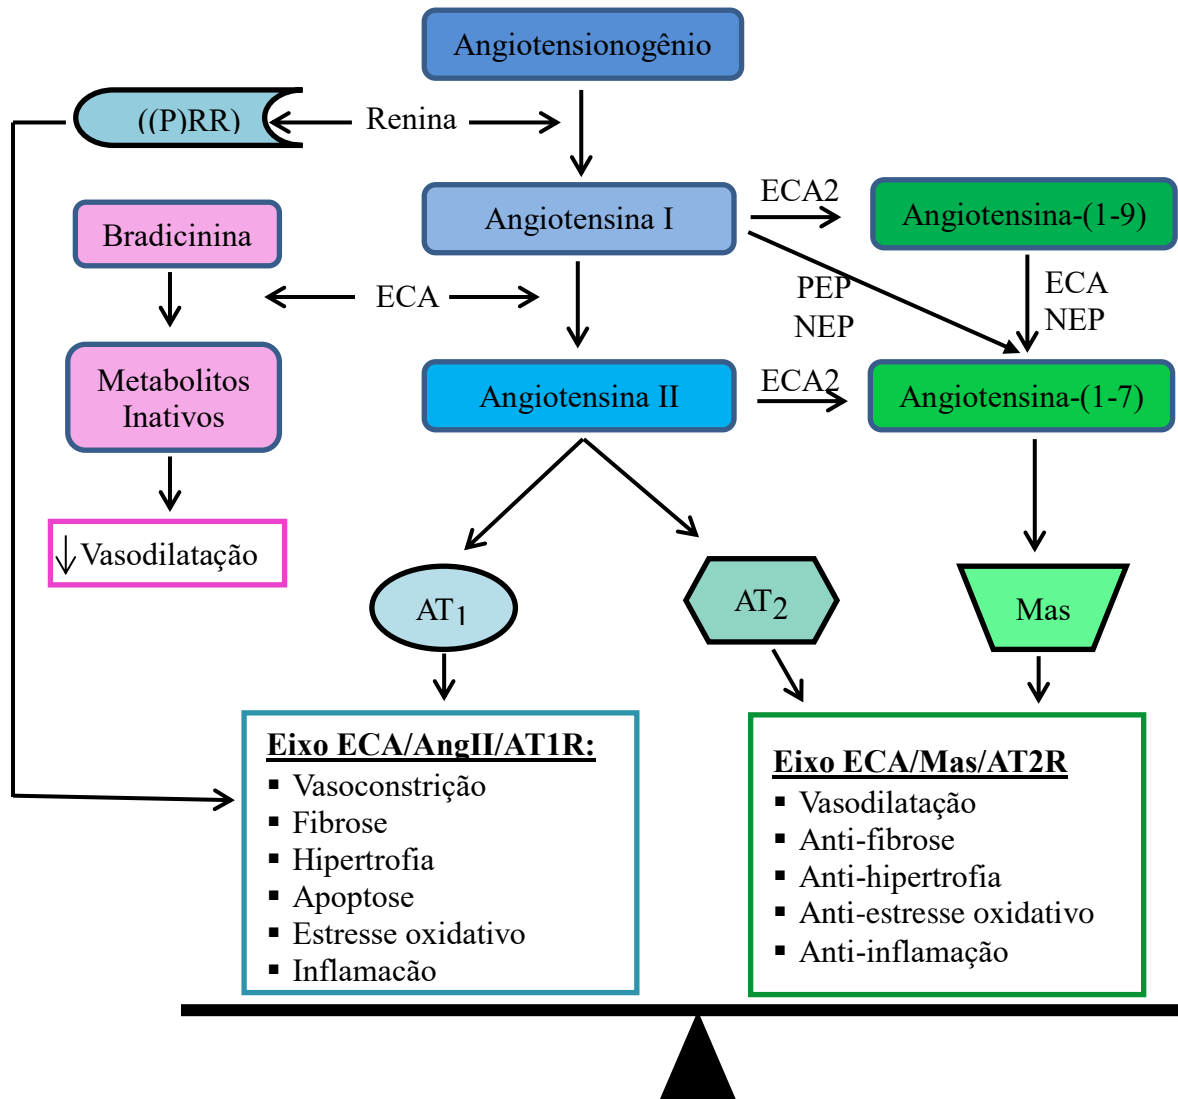 Angiotensionogênio
((P)RR)
Renina
Angiotensina I
ECA2
Angiotensina-(1-9)
Bradicinina
ECA
PEP
NEP
ECA
NEP
Metabolitos
Inativos
Angiotensina II
ECA2
Angiotensina-(1-7)
↓ Vasodilatação
AT1
AT2
Mas
Eixo ECA/AngII/AT1R:
▪ Vasoconstrição
▪ Fibrose
▪ Hipertrofia
▪ Apoptose
▪ Estresse oxidativo
▪ Inflamacão
Eixo ECA/Mas/AT2R
▪ Vasodilatação
▪ Anti-fibrose
▪ Anti-hipertrofia
▪ Anti-estresse oxidativo
▪ Anti-inflamação